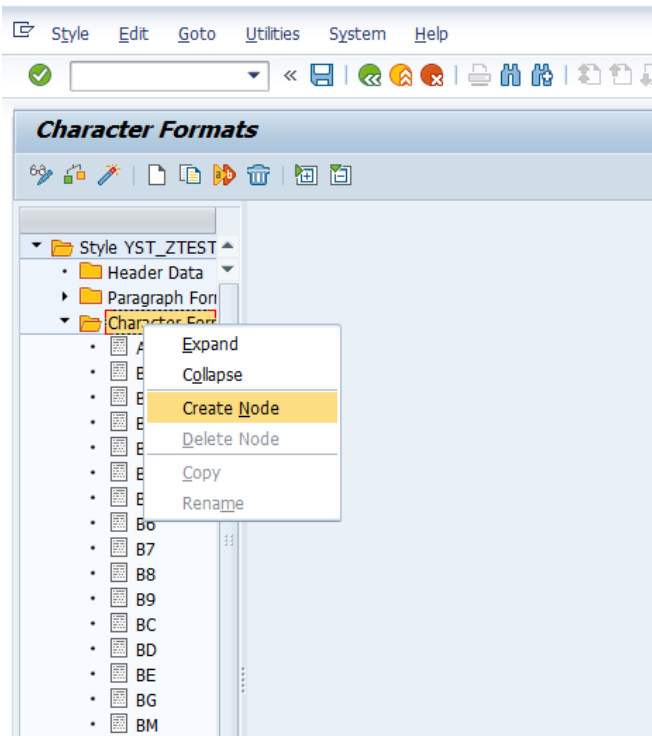 Style Edit Goto Utilities System Help
Character Formats
Style YST_ZTEST
Header Data
Paragraph Forr
Character Forr
Expand
Collapse
Create Node
Delete Node
Copy
Rename
B6
B7
B8
B9
BC
BD
BE
BG
BM